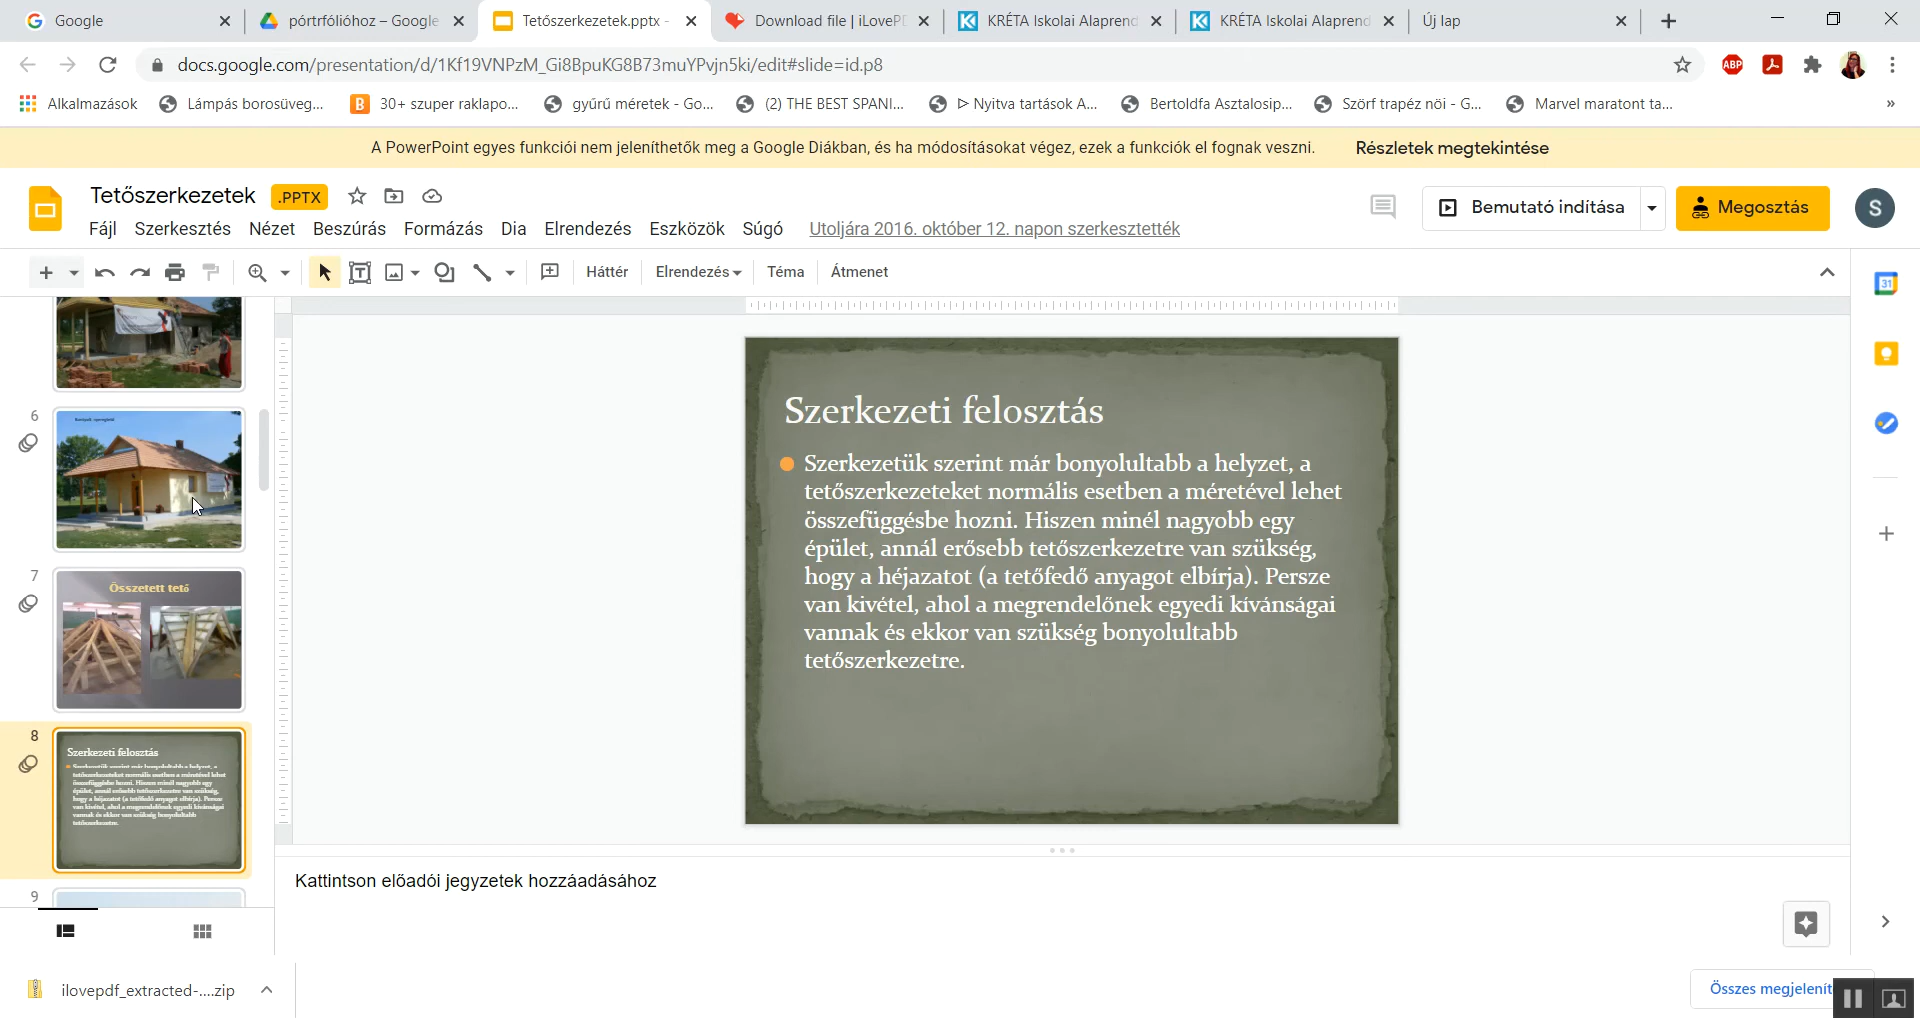 Google
pórtrfólióhoz – Google
Tetőszerkezetek.pptx -
Download file | iLovePD
KRÉTA Iskolai Alaprend
KRÉTA Iskolai Alaprend
Új lap
docs.google.com/presentation/d/1Kf19VNPzM_Gi8BpuKG8B73muYPvjn5ki/edit#slide=id.p8
ABP
Alkalmazások
Lámpás borosüveg...
30+ szuper raklapo...
gyűrű méretek - Go...
(2) THE BEST SPANI...
ᐅ Nyitva tartások A...
Bertoldfa Asztalosip...
Szörf trapéz nöi - G...
Marvel maratont ta...
»
A PowerPoint egyes funkciói nem jeleníthetők meg a Google Diákban, és ha módosításokat végez, ezek a funkciók el fognak veszni.
Részletek megtekintése
Tetőszerkezetek
.PPTX
Bemutató indítása
Megosztás
S
Fájl Szerkesztés Nézet Beszúrás Formázás Dia Elrendezés Eszközök Súgó
Utoljára 2016. október 12. napon szerkesztették
Háttér
Elrendezés
Téma
Átmenet
31
6
7
Összetett tető
8
Szerkezeti felosztás
9
Szerkezeti felosztás
Szerkezetük szerint már bonyolultabb a helyzet, a
tetőszerkezeteket normális esetben a méretével lehet
összefüggésbe hozni. Hiszen minél nagyobb egy
épület, annál erősebb tetőszerkezetre van szükség,
hogy a héjazatot (a tetőfedő anyagot elbírja). Persze
van kivétel, ahol a megrendelőnek egyedi kívánságai
vannak és ekkor van szükség bonyolultabb
tetőszerkezetre.
Kattintson előadói jegyzetek hozzáadásához
ilovepdf_extracted-....zip
Összes megjelenít